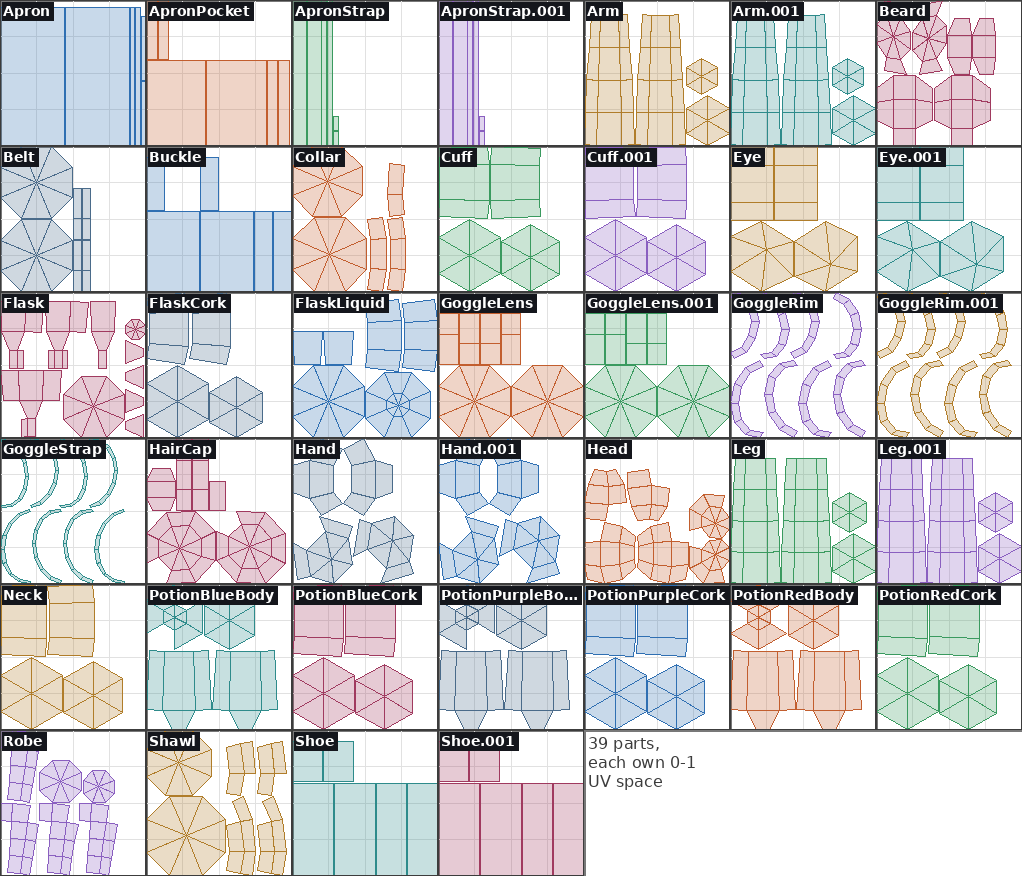 Apron
ApronPocket
ApronStrap
ApronStrap.001
Arm
Arm.001
Beard
Belt
Buckle
Collar
Cuff
Cuff.001
Eye
Eye.001
Flask
FlaskCork
FlaskLiquid
GoggleLens
GoggleLens.001
GoggleRim
GoggleRim.001
GoggleStrap
HairCap
Hand
Hand.001
Head
Leg
Leg.001
Neck
PotionBlueBody
PotionBlueCork
PotionPurpleBo...
PotionPurpleCork
PotionRedBody
PotionRedCork
Robe
Shawl
Shoe
Shoe.001
39 parts,
each own 0-1
UV space